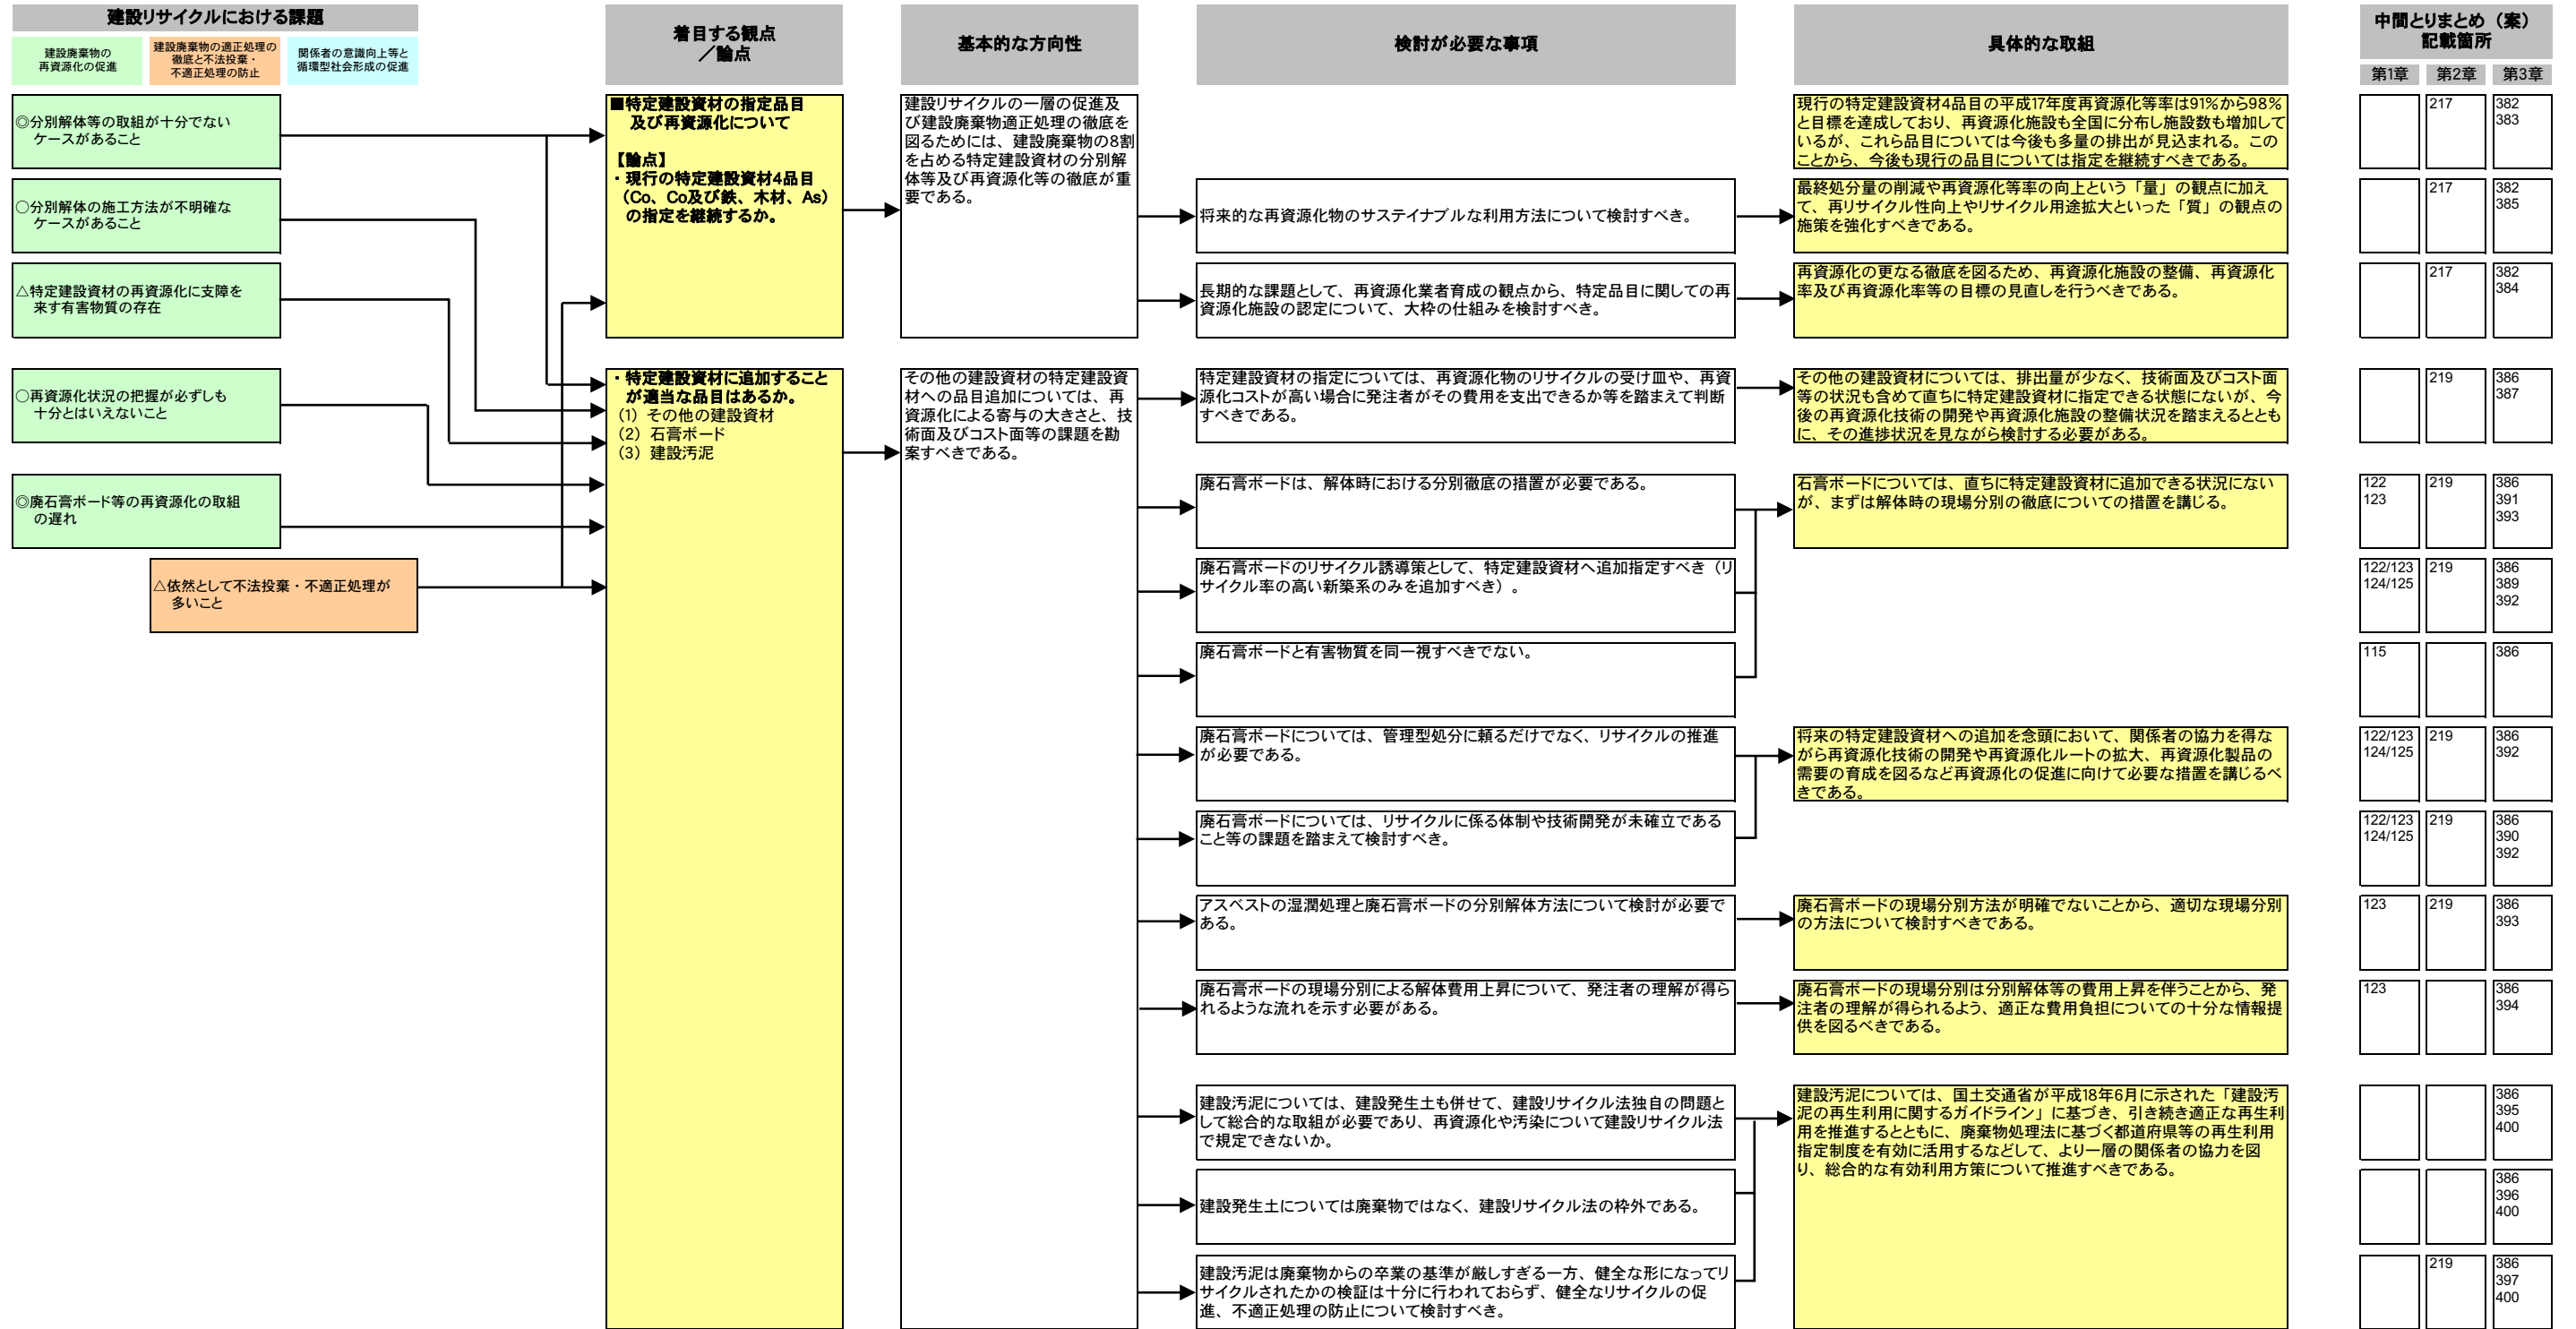 建設リサイクルにおける課題
建設廃棄物の
再資源化の促進
建設廃棄物の適正処理の
徹底と不法投棄・
不適正処理の防止
関係者の意識向上等と
循環型社会形成の促進
着目する観点
／論点
基本的な方向性
検討が必要な事項
具体的な取組
中間とりまとめ（案）
記載箇所
第1章
第2章
第3章
◎分別解体等の取組が十分でない
ケースがあること
○分別解体の施工方法が不明確な
ケースがあること
△特定建設資材の再資源化に支障を
来す有害物質の存在
○再資源化状況の把握が必ずしも
十分とはいえないこと
◎廃石膏ボード等の再資源化の取組
の遅れ
△依然として不法投棄・不適正処理が
多いこと
■特定建設資材の指定品目
及び再資源化について
【論点】
・現行の特定建設資材4品目
（Co、Co及び鉄、木材、As）
の指定を継続するか。
・特定建設資材に追加すること
が適当な品目はあるか。
（1）その他の建設資材
（2）石膏ボード
（3）建設汚泥
建設リサイクルの一層の促進及
び建設廃棄物適正処理の徹底を
図るためには、建設廃棄物の8割
を占める特定建設資材の分別解
体等及び再資源化等の徹底が重
要である。
その他の建設資材の特定建設資
材への品目追加については、再
資源化による寄与の大きさと、技
術面及びコスト面等の課題を勘
案すべきである。
将来的な再資源化物のサステイナブルな利用方法について検討すべき。
長期的な課題として、再資源化業者育成の観点から、特定品目に関しての再
資源化施設の認定について、大枠の仕組みを検討すべき。
特定建設資材の指定については、再資源化物のリサイクルの受け皿や、再資
源化コストが高い場合に発注者がその費用を支出できるか等を踏まえて判断
すべきである。
廃石膏ボードは、解体時における分別徹底の措置が必要である。
廃石膏ボードのリサイクル誘導策として、特定建設資材へ追加指定すべき（リ
サイクル率の高い新築系のみを追加すべき）。
廃石膏ボードと有害物質を同一視すべきでない。
廃石膏ボードについては、管理型処分に頼るだけでなく、リサイクルの推進
が必要である。
廃石膏ボードについては、リサイクルに係る体制や技術開発が未確立である
こと等の課題を踏まえて検討すべき。
アスベストの湿潤処理と廃石膏ボードの分別解体方法について検討が必要で
ある。
廃石膏ボードの現場分別による解体費用上昇について、発注者の理解が得ら
れるような流れを示す必要がある。
建設汚泥については、建設発生土も併せて、建設リサイクル法独自の問題と
して総合的な取組が必要であり、再資源化や汚染について建設リサイクル法
で規定できないか。
建設発生土については廃棄物ではなく、建設リサイクル法の枠外である。
建設汚泥は廃棄物からの卒業の基準が厳しすぎる一方、健全な形になってリ
サイクルされたかの検証は十分に行われておらず、健全なリサイクルの促
進、不適正処理の防止について検討すべき。
現行の特定建設資材4品目の平成17年度再資源化等率は91%から98%
と目標を達成しており、再資源化施設も全国に分布し施設数も増加して
いるが、これら品目については今後も多量の排出が見込まれる。この
ことから、今後も現行の品目については指定を継続すべきである。
最終処分量の削減や再資源化等率の向上という「量」の観点に加え
て、再リサイクル性向上やリサイクル用途拡大といった「質」の観点の
施策を強化すべきである。
再資源化の更なる徹底を図るため、再資源化施設の整備、再資源化
率及び再資源化率等の目標の見直しを行うべきである。
その他の建設資材については、排出量が少なく、技術面及びコスト面
等の状況も含めて直ちに特定建設資材に指定できる状態にないが、今
後の再資源化技術の開発や再資源化施設の整備状況を踏まえるととも
に、その進捗状況を見ながら検討する必要がある。
石膏ボードについては、直ちに特定建設資材に追加できる状況にない
が、まずは解体時の現場分別の徹底についての措置を講じる。
将来の特定建設資材への追加を念頭において、関係者の協力を得な
がら再資源化技術の開発や再資源化ルートの拡大、再資源化製品の
需要の育成を図るなど再資源化の促進に向けて必要な措置を講じるべ
きである。
廃石膏ボードの現場分別方法が明確でないことから、適切な現場分別
の方法について検討すべきである。
廃石膏ボードの現場分別は分別解体等の費用上昇を伴うことから、発
注者の理解が得られるよう、適正な費用負担についての十分な情報提
供を図るべきである。
建設汚泥については、国土交通省が平成18年6月に示された「建設汚
泥の再生利用に関するガイドライン」に基づき、引き続き適正な再生利
用を推進するとともに、廃棄物処理法に基づく都道府県等の再生利用
指定制度を有効に活用するなどして、より一層の関係者の協力を図
り、総合的な有効利用方策について推進すべきである。
217
382
383
217
382
385
217
382
384
219
386
387
122
123
219
386
391
393
122/123
124/125
219
386
389
392
115
386
122/123
124/125
219
386
392
122/123
124/125
219
386
390
392
123
219
386
393
123
386
394
386
395
400
386
396
400
219
386
397
400